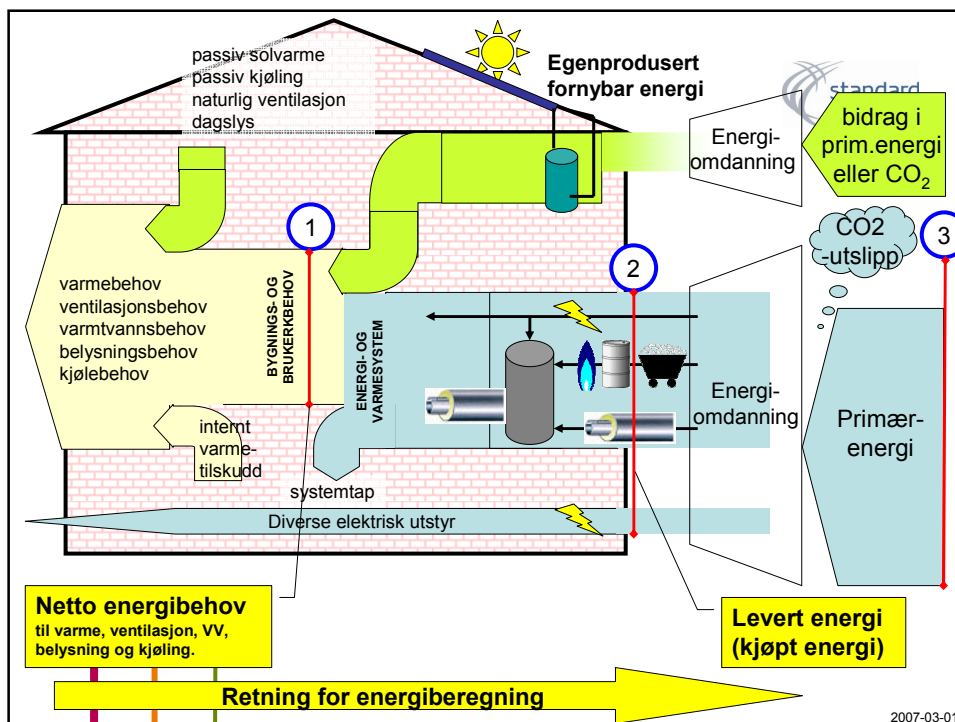 passiv solvarme
passiv kjøling
naturlig ventilasjon
dagslys
Egenprodusert
fornybar energi
standard
Energi-
omdanning
bidrag i
prim.energi
eller CO2
1
2
CO2
-utslipp
3
varmebehov
ventilasjonsbehov
varmtvannsbehov
belysningsbehov
kjølebehov
BYGNINGS- OG
BRUKERKBEHOV
ENERGI- OG
VARMESYSTEM
Energi-
omdanning
Primær-
energi
internt
varme-
tilskudd
systemtap
Diverse elektrisk utstyr
Netto energibehov
til varme, ventilasjon, VV,
belysning og kjøling.
Levert energi
(kjøpt energi)
Retning for energiberegning
2007-03-01